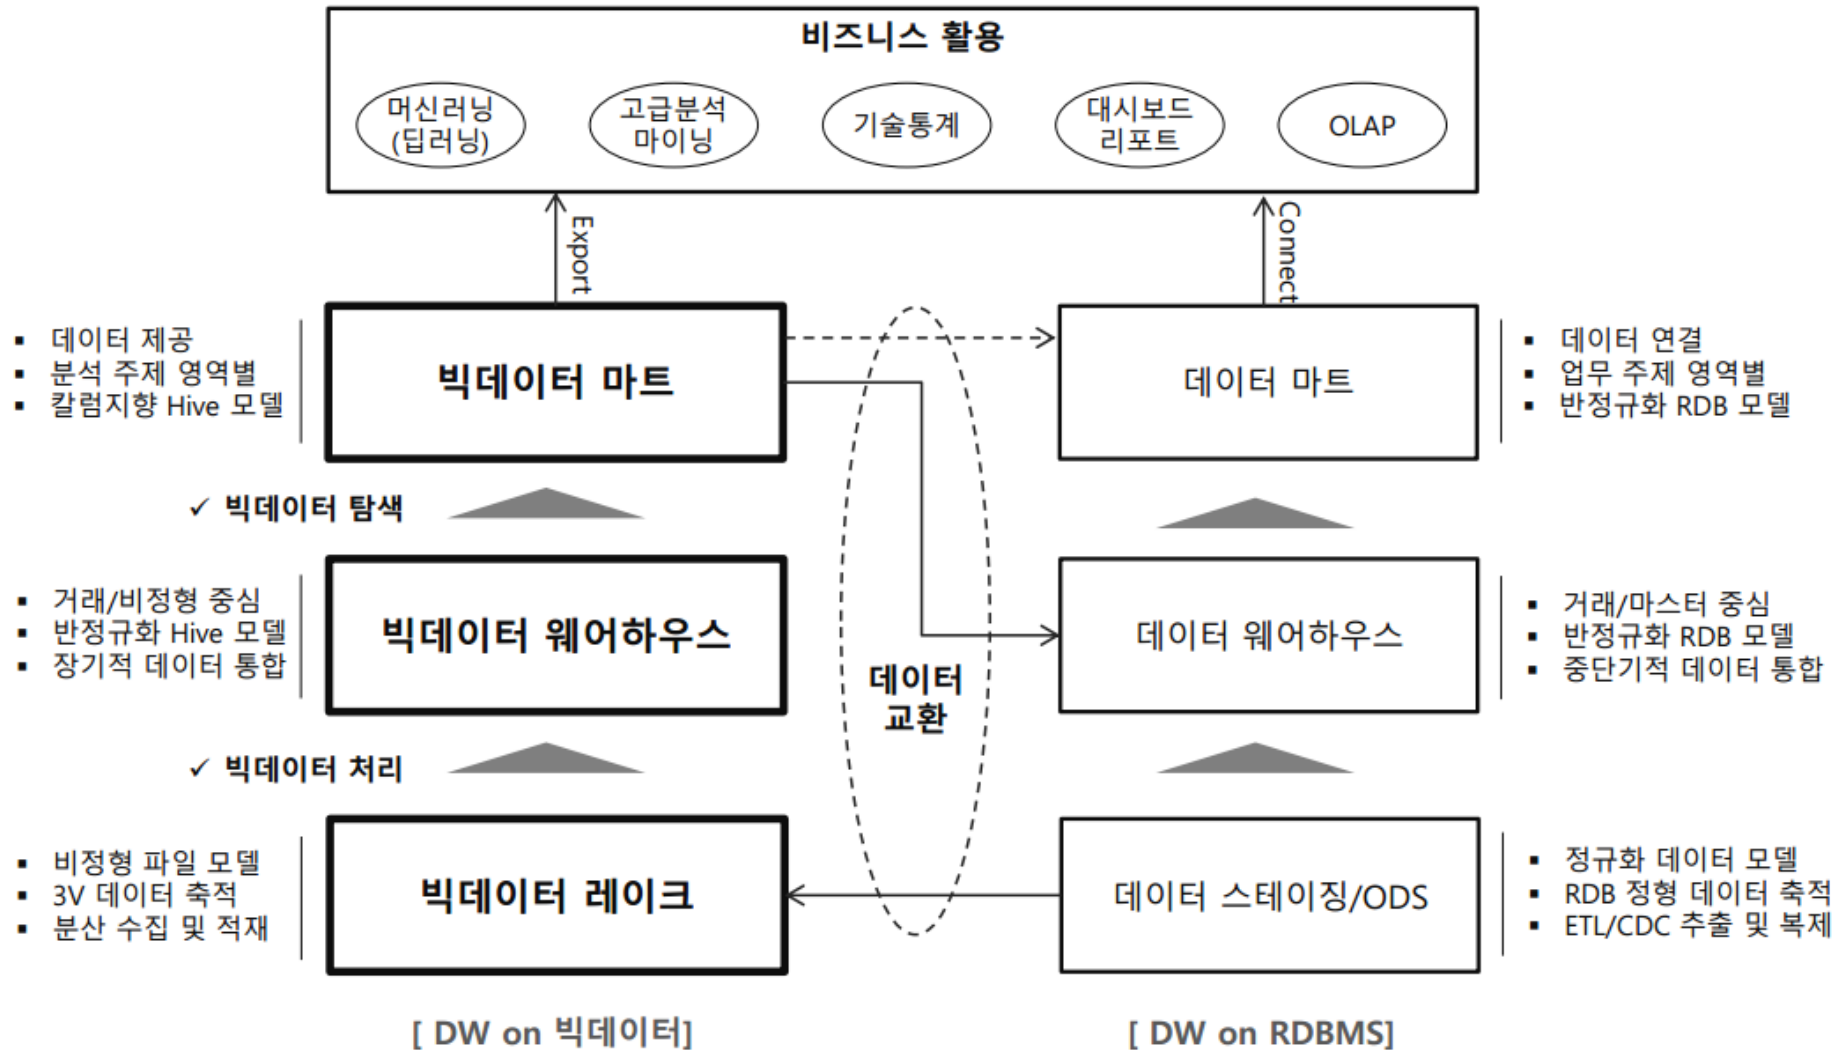 비즈니스 활용
머신러닝
(딥러닝)
고급분석
마이닝
기술통계
대시보드
리포트
OLAP
Export
Connect
▪ 데이터 제공
▪ 분석 주제 영역별
▪ 칼럼지향 Hive 모델
빅데이터 마트
데이터 마트
▪ 데이터 연결
▪ 업무 주제 영역별
▪ 반정규화 RDB 모델
✓ 빅데이터 탐색
▪ 거래/비정형 중심
▪ 반정규화 Hive 모델
▪ 장기적 데이터 통합
빅데이터 웨어하우스
데이터 웨어하우스
▪ 거래/마스터 중심
▪ 반정규화 RDB 모델
▪ 중단기적 데이터 통합
데이터
교환
✓ 빅데이터 처리
▪ 비정형 파일 모델
▪ 3V 데이터 축적
▪ 분산 수집 및 적재
빅데이터 레이크
데이터 스테이징/ODS
▪ 정규화 데이터 모델
▪ RDB 정형 데이터 축적
▪ ETL/CDC 추출 및 복제
[ DW on 빅데이터]
[ DW on RDBMS]